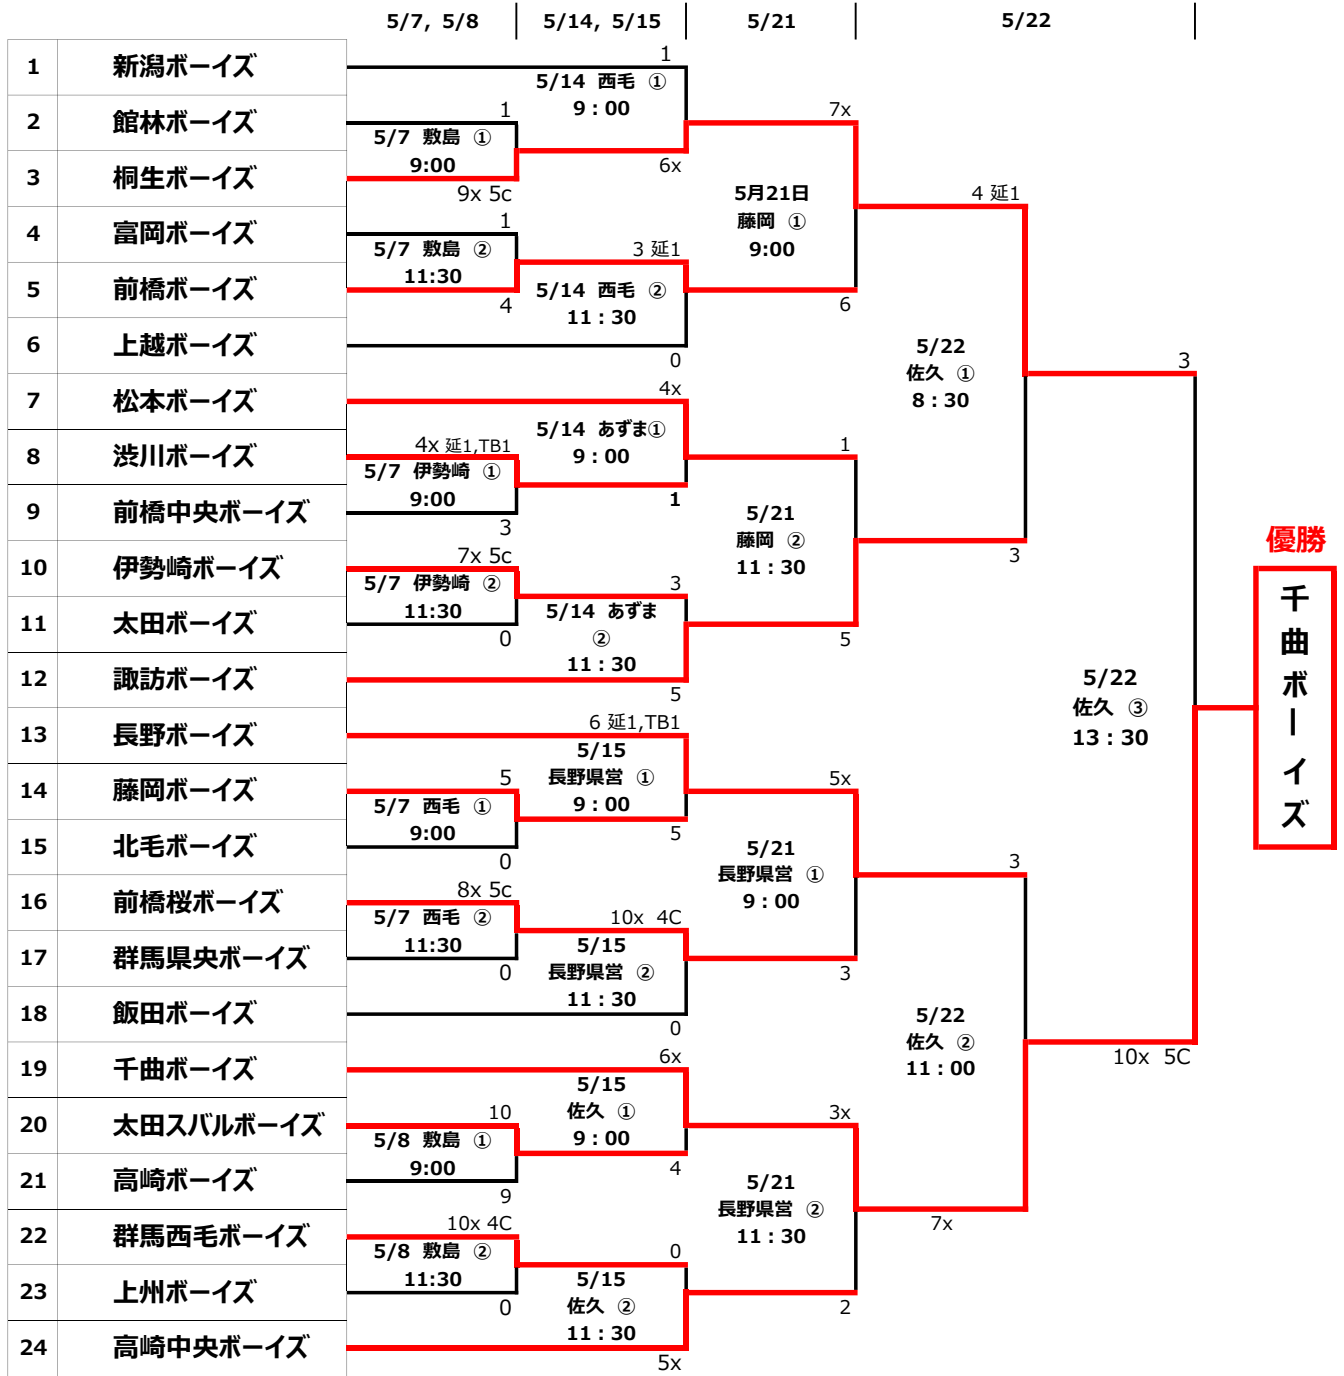 5/7, 5/8
5/14, 5/15
5/21
5/22
1 新潟ボーイズ
2 館林ボーイズ
3 桐生ボーイズ
4 富岡ボーイズ
5 前橋ボーイズ
6 上越ボーイズ
7 松本ボーイズ
8 渋川ボーイズ
9 前橋中央ボーイズ
10 伊勢崎ボーイズ
11 太田ボーイズ
12 諏訪ボーイズ
13 長野ボーイズ
14 藤岡ボーイズ
15 北毛ボーイズ
16 前橋桜ボーイズ
17 群馬県央ボーイズ
18 飯田ボーイズ
19 千曲ボーイズ
20 太田スバルボーイズ
21 高崎ボーイズ
22 群馬西毛ボーイズ
23 上州ボーイズ
24 高崎中央ボーイズ
1
5/7 敷島 ①
9:00
9x 5c
1
5/7 敷島 ②
11:30
4
4x 延1,TB1
5/7 伊勢崎 ①
9:00
3
7x 5c
5/7 伊勢崎 ②
11:30
0
5
5/7 西毛 ①
9:00
0
8x 5c
5/7 西毛 ②
11:30
0
10
5/8 敷島 ①
9:00
9
10x 4C
5/8 敷島 ②
11:30
0
1
5/14 西毛 ①
9：00
6x
3 延1
5/14 西毛 ②
11：30
0
4x
5/14 あずま①
9：00
1
3
5/14 あずま
②
11：30
5
6 延1,TB1
5/15
長野県営 ①
9：00
5
10x 4C
5/15
長野県営 ②
11：30
0
6x
5/15
佐久 ①
9：00
4
0
5/15
佐久 ②
11：30
5x
7x
5月21日
藤岡 ①
9:00
6
1
5/21
藤岡 ②
11：30
5
5x
5/21
長野県営 ①
9：00
3
3x
5/21
長野県営 ②
11：30
2
4 延1
5/22
佐久 ①
8：30
3
3
5/22
佐久 ②
11：00
7x
3
5/22
佐久 ③
13：30
10x 5C
優勝
千曲ボーイズ